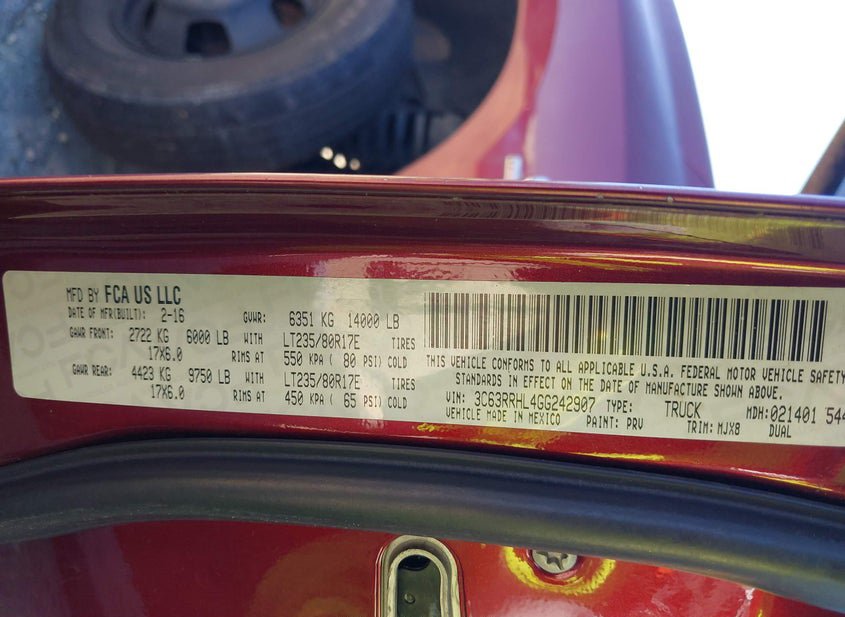 MFD BY FCA US LLC
DATE OF MFR(BUILT): 2-16 GVWR: 6351 KG 14000 LB
GAWR FRONT: 2722 KG 6000 LB WITH LT235/80R17E TIRES
17X6.0 RIMS AT 550 KPA ( 80 PSI) COLD
GAWR REAR: 4423 KG 9750 LB WITH LT235/80R17E TIRES
17X6.0 RIMS AT 450 KPA ( 65 PSI) COLD
THIS VEHICLE CONFORMS TO ALL APPLICABLE U.S.A. FEDERAL MOTOR VEHICLE SAFETY
STANDARDS IN EFFECT ON THE DATE OF MANUFACTURE SHOWN ABOVE.
VIN: 3C63RRHL4GG242907 TYPE: TRUCK MDH: 021401 544
VEHICLE MADE IN MEXICO PAINT: PRV TRIM: MJX8 DUAL